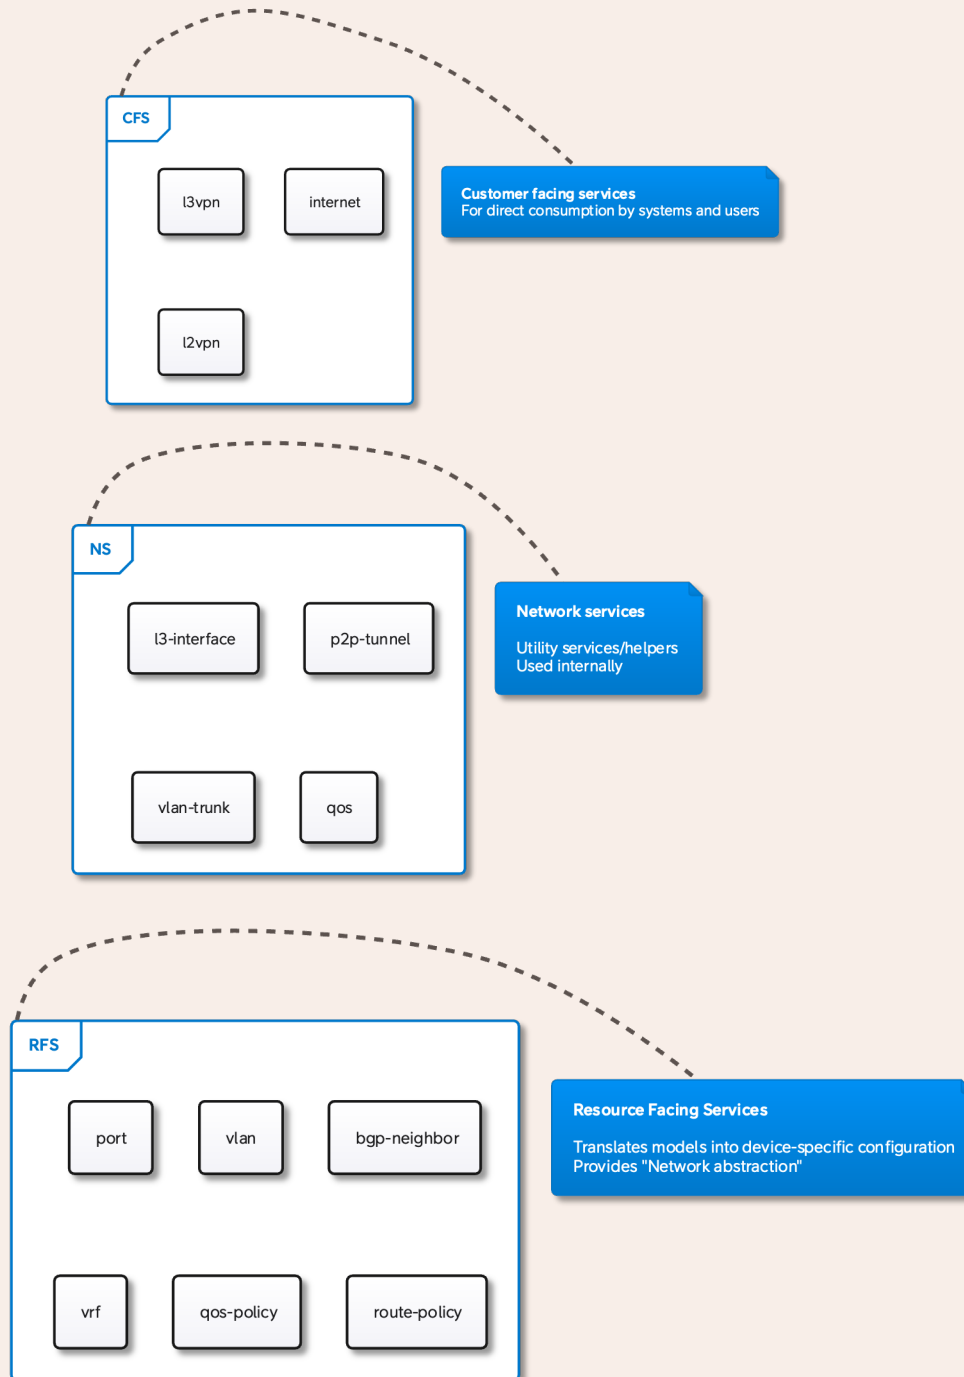 CFS
l3vpn
internet
l2vpn
Customer facing services
For direct consumption by systems and users
NS
l3-interface
p2p-tunnel
vlan-trunk
qos
Network services
Utility services/helpers
Used internally
RFS
port
vlan
bgp-neighbor
vrf
qos-policy
route-policy
Resource Facing Services
Translates models into device-specific configuration
Provides "Network abstraction"